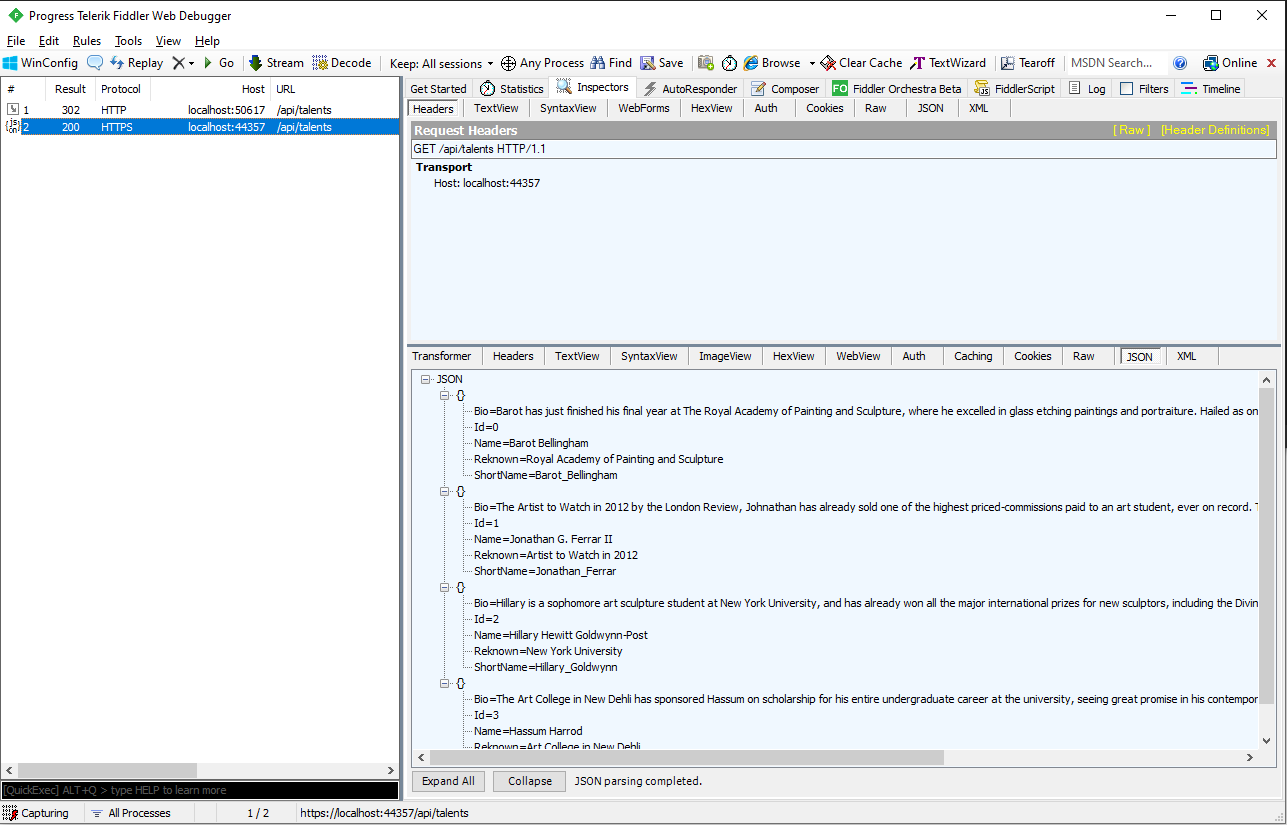 Progress Telerik Fiddler Web Debugger
File Edit Rules Tools View Help
WinConfig Replay Go Stream Decode Keep: All sessions Any Process Find Save Browse Clear Cache TextWizard Tearoff MSDN Search... Online
# Result Protocol Host URL
1 302 HTTP localhost:50617 /api/talents
2 200 HTTPS localhost:44357 /api/talents
Get Started Statistics Inspectors AutoResponder Composer FO Fiddler Orchestra Beta FiddlerScript Log Filters Timeline
Headers TextView SyntaxView WebForms HexView Auth Cookies Raw JSON XML
Request Headers [ Raw ] [Header Definitions]
GET /api/talents HTTP/1.1
Transport
Host: localhost:44357
Transformer Headers TextView SyntaxView ImageView HexView WebView Auth Caching Cookies Raw JSON XML
JSON
{}
Bio=Barot has just finished his final year at The Royal Academy of Painting and Sculpture, where he excelled in glass etching paintings and portraiture. Hailed as on
Id=0
Name=Barot Bellingham
Reknown=Royal Academy of Painting and Sculpture
ShortName=Barot_Bellingham
{}
Bio=The Artist to Watch in 2012 by the London Review, Johnathan has already sold one of the highest priced-commissions paid to an art student, ever on record. T
Id=1
Name=Jonathan G. Ferrar II
Reknown=Artist to Watch in 2012
ShortName=Jonathan_Ferrar
{}
Bio=Hillary is a sophomore art sculpture student at New York University, and has already won all the major international prizes for new sculptors, including the Divin
Id=2
Name=Hillary Hewitt Goldwynn-Post
Reknown=New York University
ShortName=Hillary_Goldwynn
{}
Bio=The Art College in New Dehli has sponsored Hassum on scholarship for his entire undergraduate career at the university, seeing great promise in his contempor
Id=3
Name=Hassum Harrod
Reknown=Art College in New Dehli
Expand All Collapse JSON parsing completed.
[QuickExec] ALT+Q > type HELP to learn more
Capturing All Processes 1 / 2 https://localhost:44357/api/talents